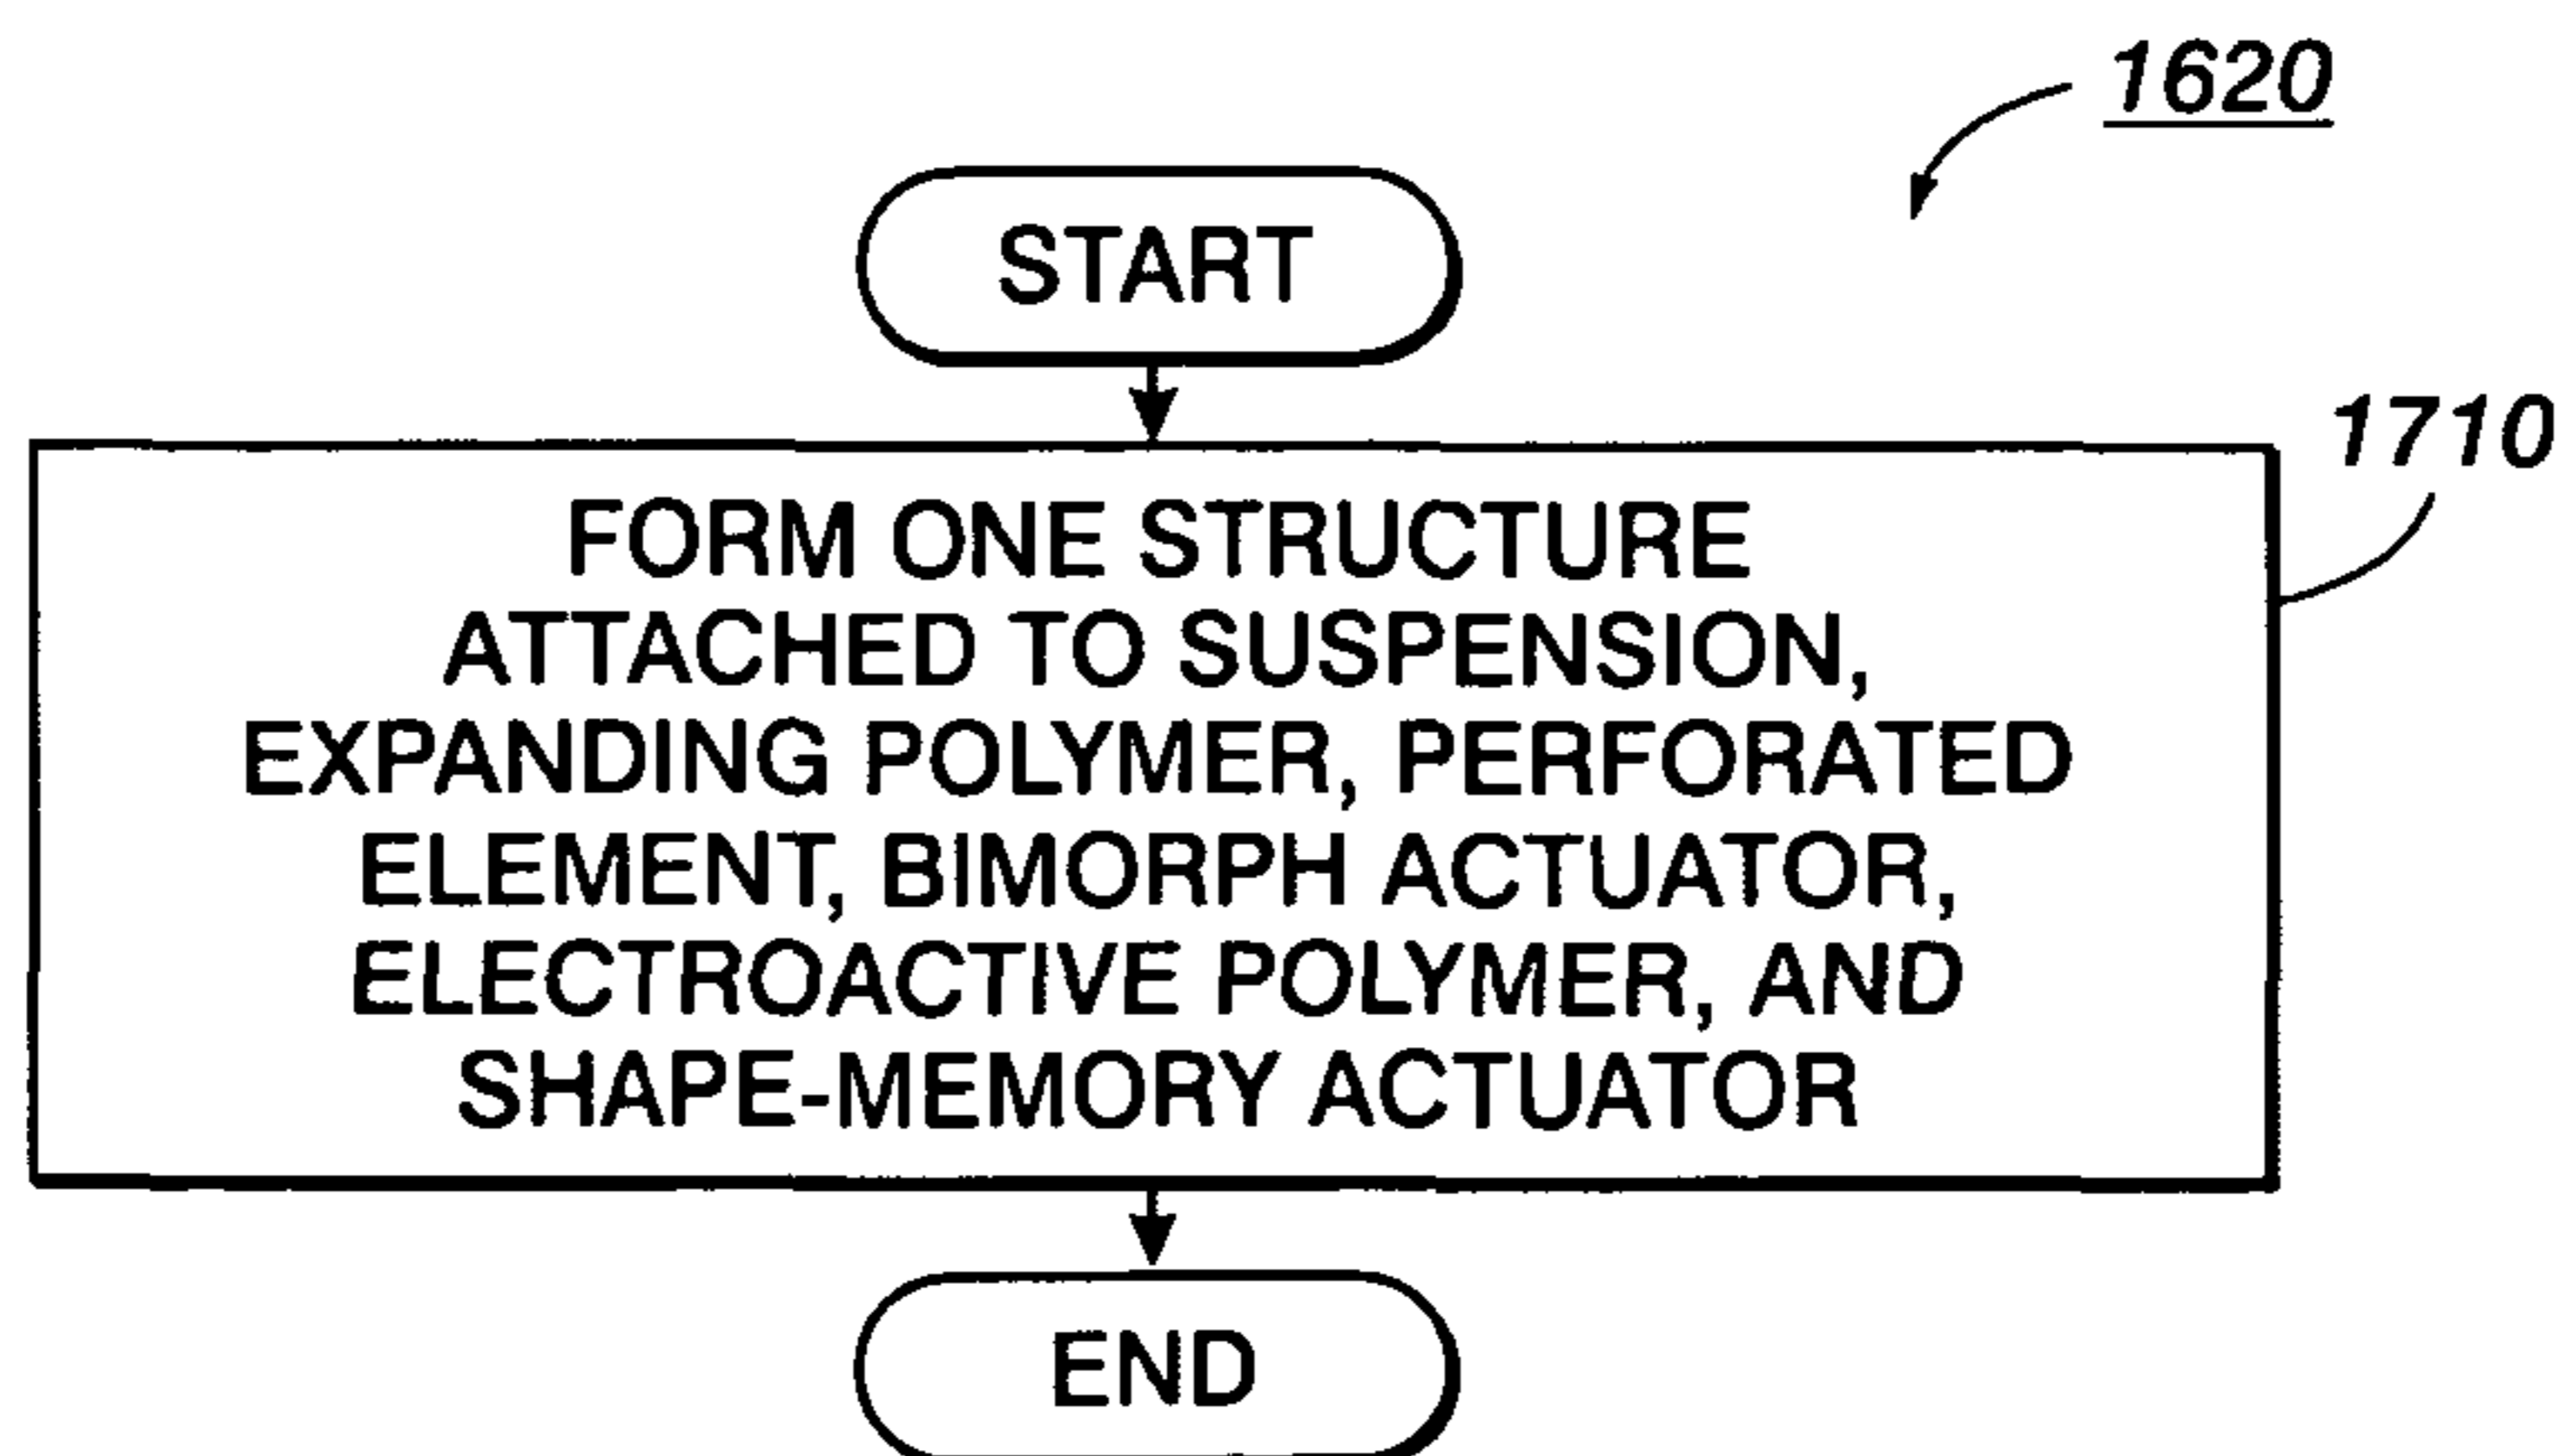 1620
START
1710
FORM ONE STRUCTURE
ATTACHED TO SUSPENSION,
EXPANDING POLYMER, PERFORATED
ELEMENT, BIMORPH ACTUATOR,
ELECTROACTIVE POLYMER, AND
SHAPE-MEMORY ACTUATOR
END